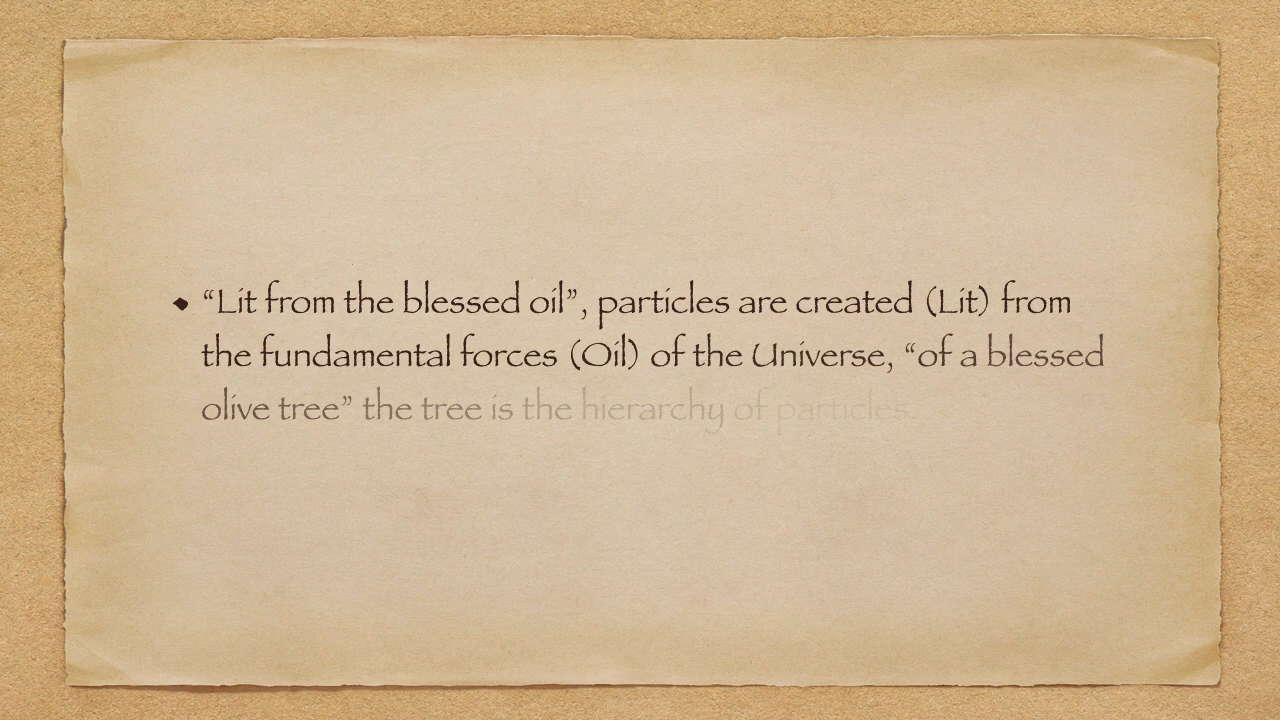 • “Lit from the blessed oil”, particles are created (Lit) from
the fundamental forces (Oil) of the Universe, “of a blessed
olive tree” the tree is the hierarchy of particles.